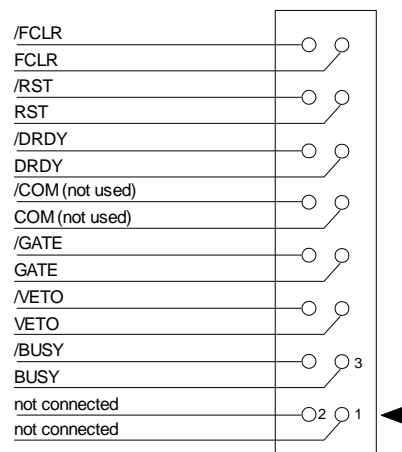 /FCLR
FCLR
/RST
RST
/DRDY
DRDY
/COM (not used)
COM (not used)
/GATE
GATE
/VETO
VETO
/BUSY
3
BUSY
not connected
2 1
not connected